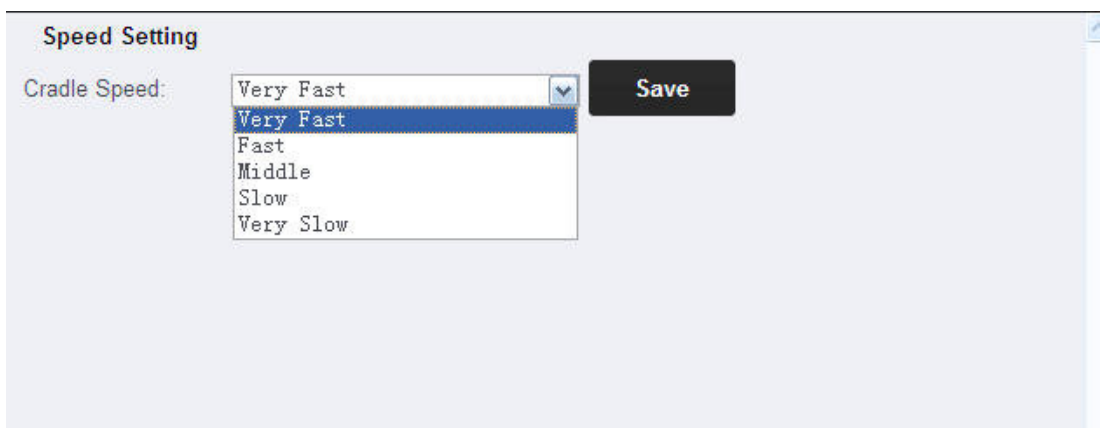 Speed Setting
Cradle Speed: Very Fast Save
Very Fast
Fast
Middle
Slow
Very Slow